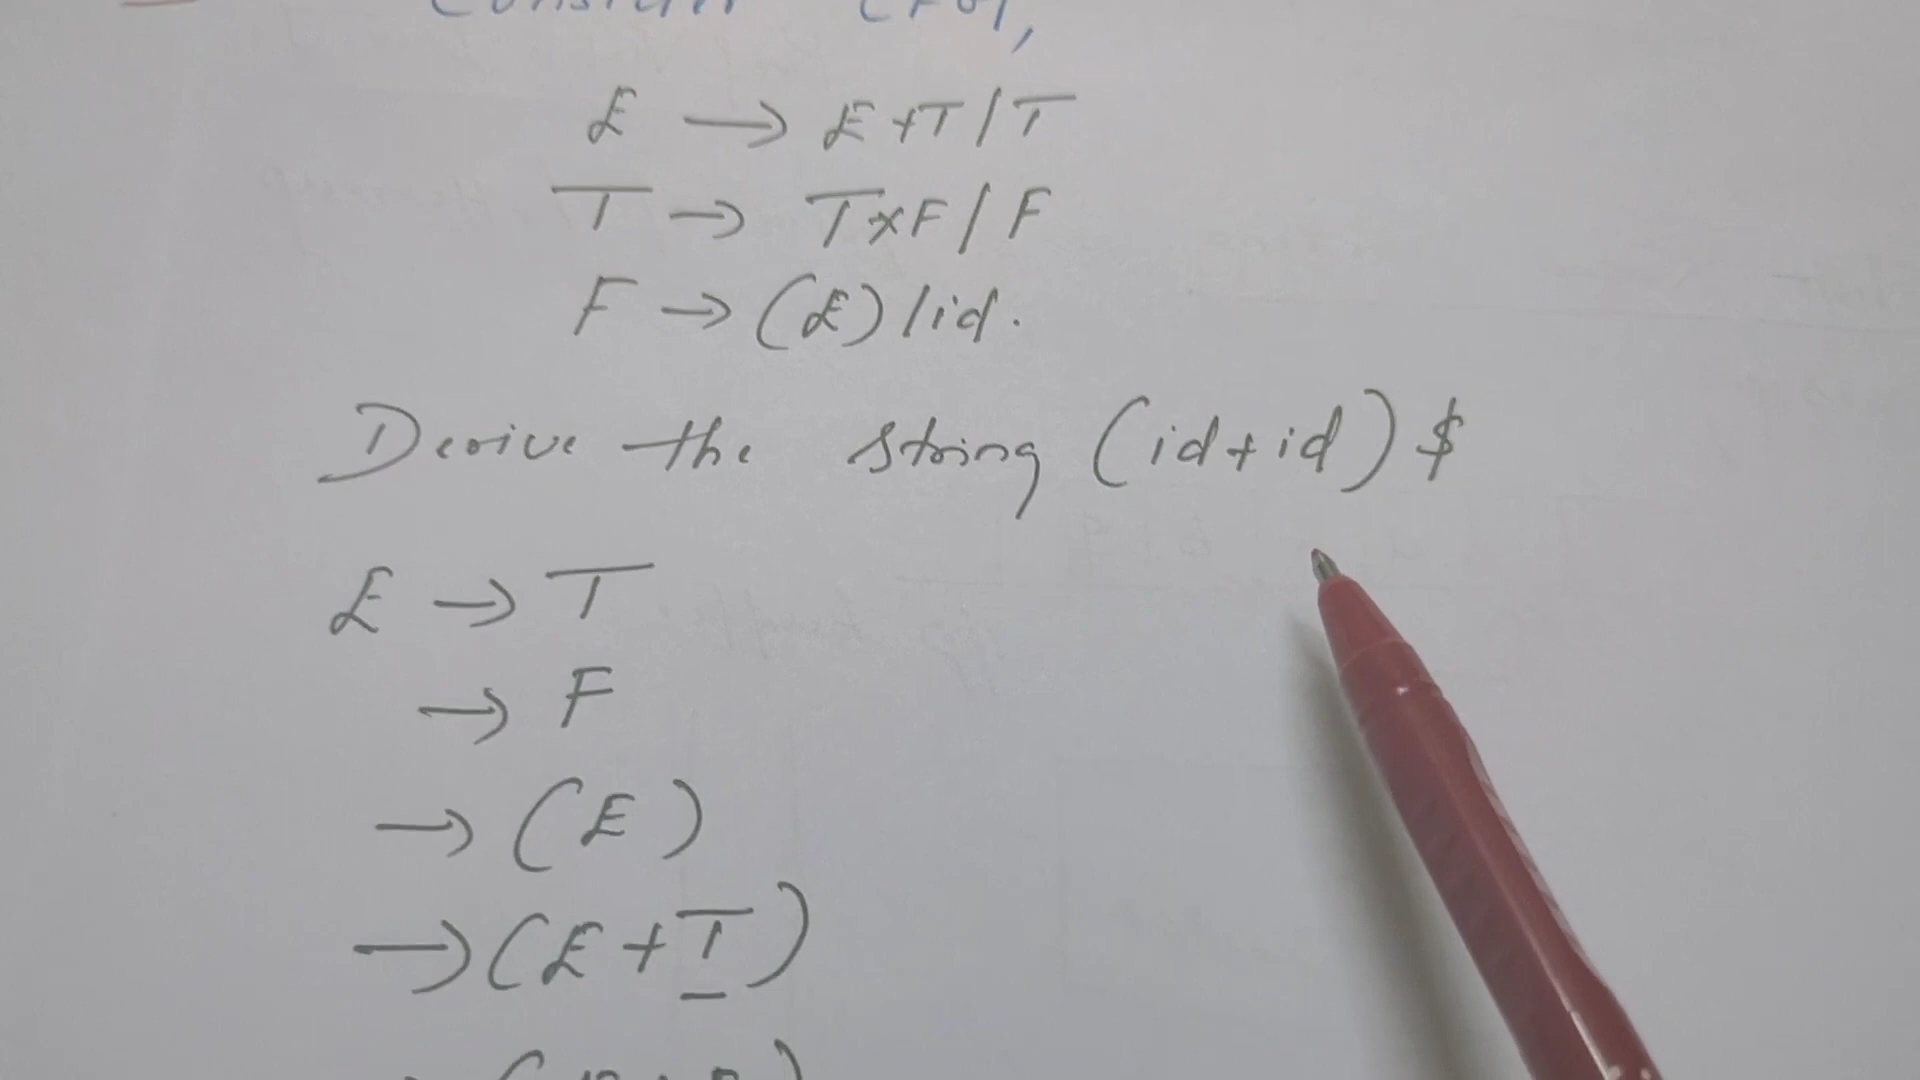 E → E+T/T
T → T*F/F
F → (E)/id.
Derive the string (id+id)$
E → T
→ F
→ (E)
→ (E+T)